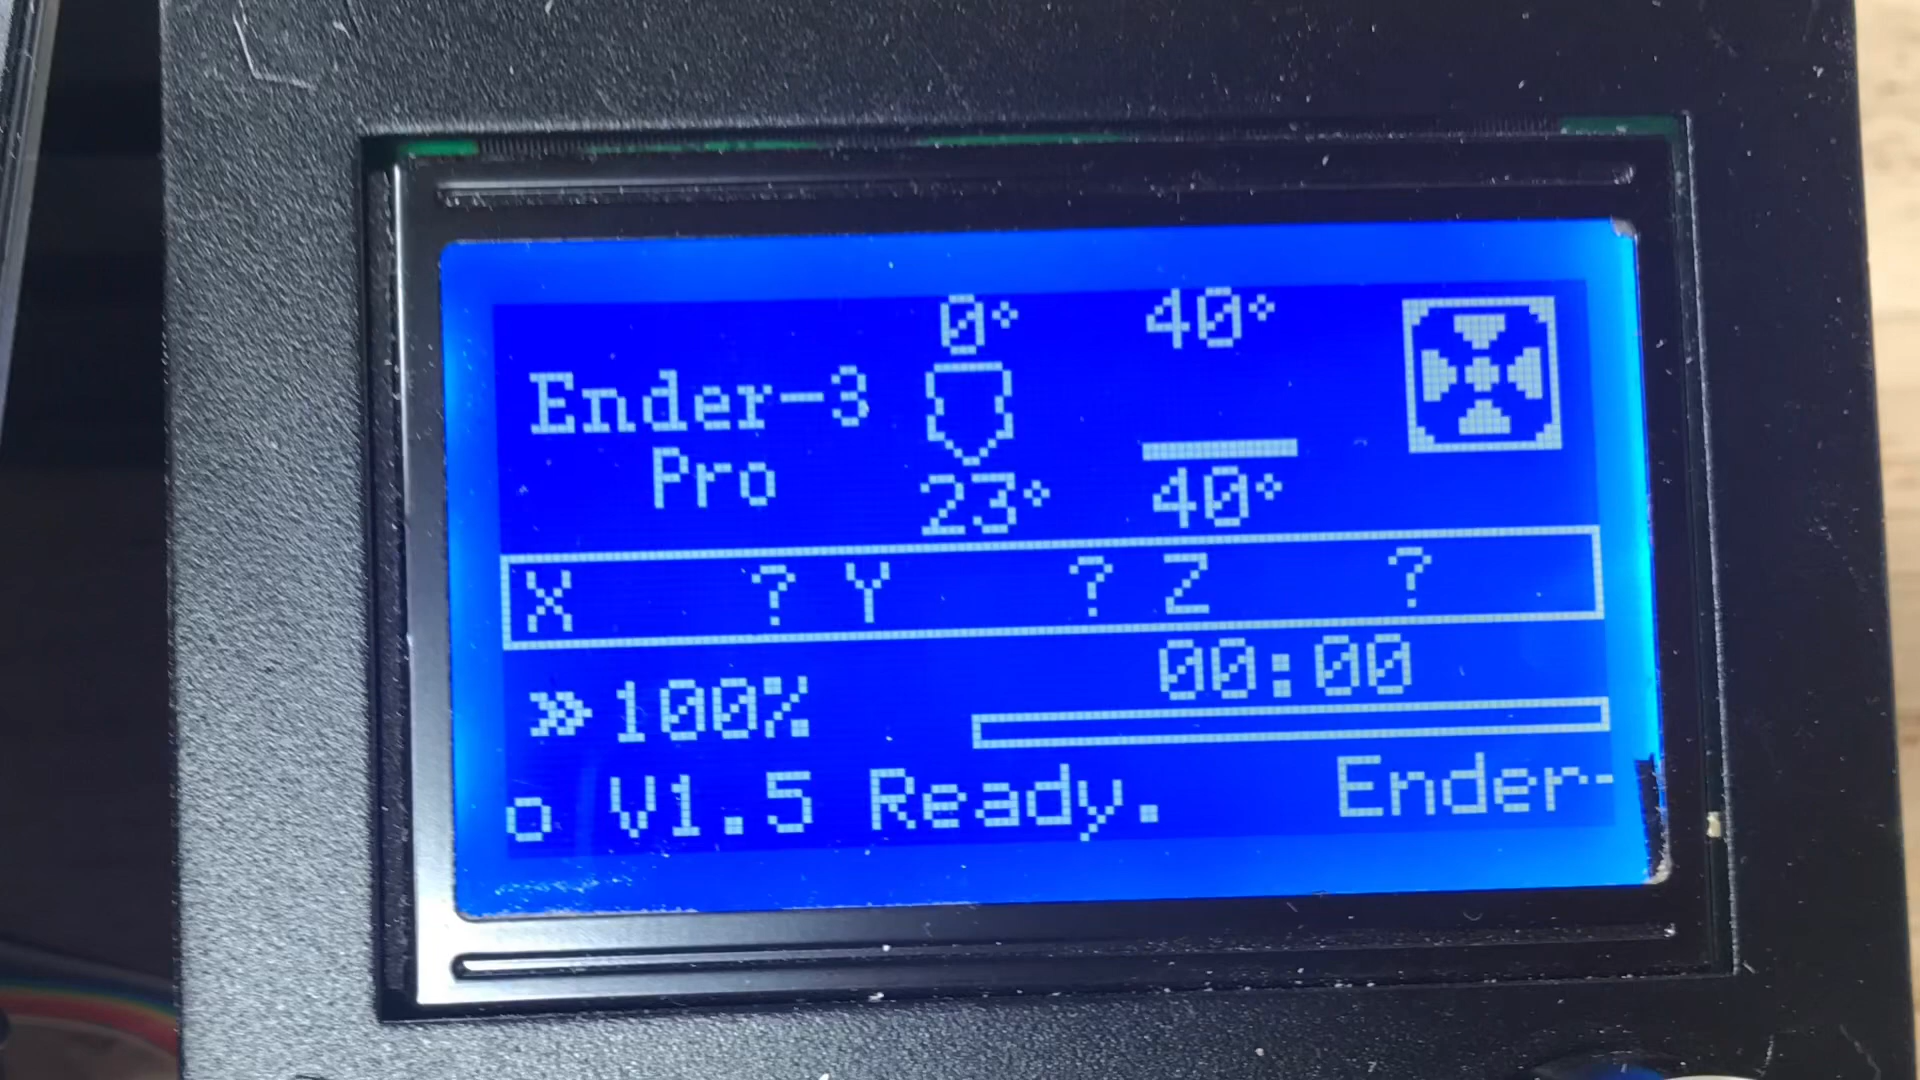 0° 40°
Ender-3
Pro
23° 40°
X ? Y ? Z ?
00:00
»100%
o V1.5 Ready. Ender-